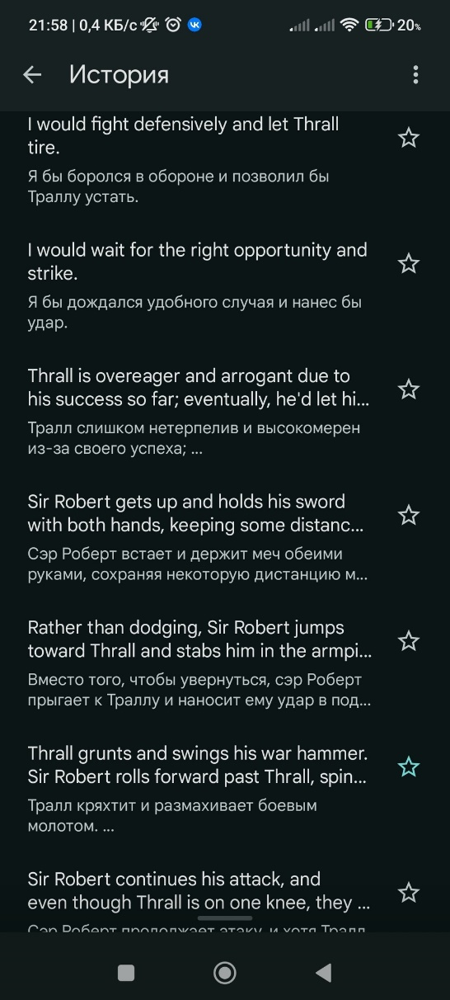 21:58 | 0,4 КБ/с 20%
История
I would fight defensively and let Thrall
tire.
Я бы боролся в обороне и позволил бы
Траллу устать.
I would wait for the right opportunity and
strike.
Я бы дождался удобного случая и нанес бы
удар.
Thrall is overeager and arrogant due to
his success so far; eventually, he'd let hi...
Тралл слишком нетерпелив и высокомерен
из-за своего успеха; ...
Sir Robert gets up and holds his sword
with both hands, keeping some distanc...
Сэр Роберт встает и держит меч обеими
руками, сохраняя некоторую дистанцию м...
Rather than dodging, Sir Robert jumps
toward Thrall and stabs him in the armpi...
Вместо того, чтобы увернуться, сэр Роберт
прыгает к Траллу и наносит ему удар в под...
Thrall grunts and swings his war hammer.
Sir Robert rolls forward past Thrall, spin...
Тралл кряхтит и размахивает боевым
молотом. ...
Sir Robert continues his attack, and
even though Thrall is on one knee, they ...
Сэр Роберт продолжает атаку, и хотя Тралл